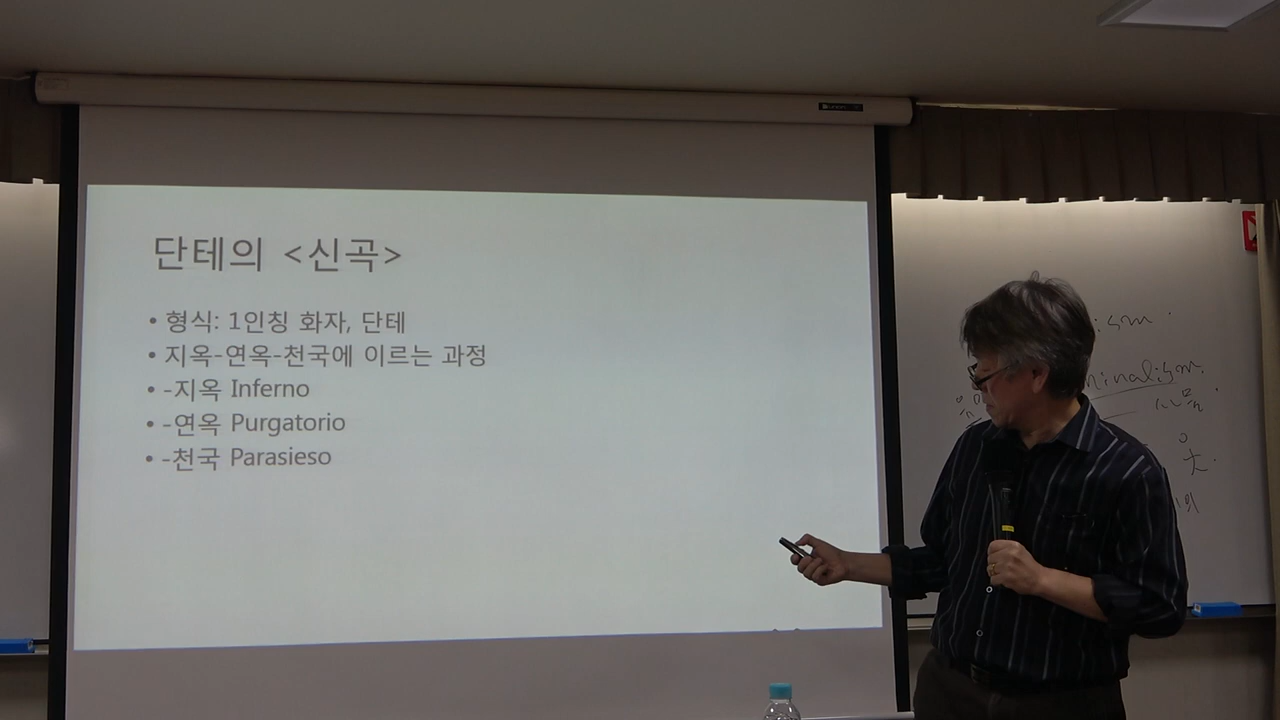 단테의 <신곡>
• 형식: 1인칭 화자, 단테
• 지옥-연옥-천국에 이르는 과정
• -지옥 Inferno
• -연옥 Purgatorio
• -천국 Parasieso